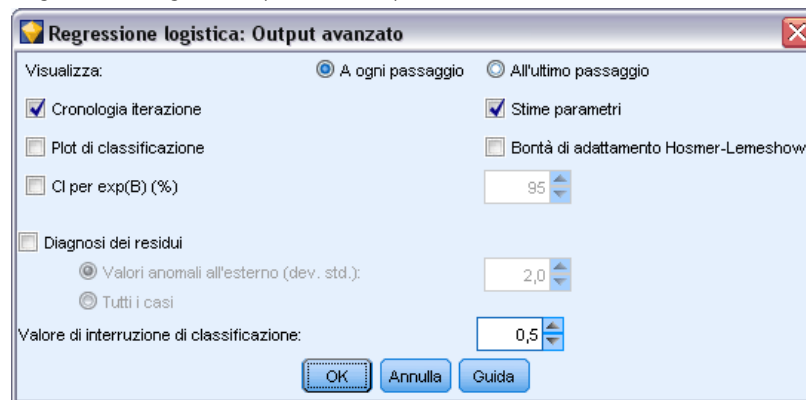 Regressione logistica: Output avanzato
Visualizza: A ogni passaggio All'ultimo passaggio
Cronologia iterazione Stime parametri
Plot di classificazione Bontà di adattamento Hosmer-Lemeshow
CI per exp(B) (%) 95
Diagnosi dei residui
Valori anomali all'esterno (dev. std.): 2,0
Tutti i casi
Valore di interruzione di classificazione: 0,5
OK Annulla Guida